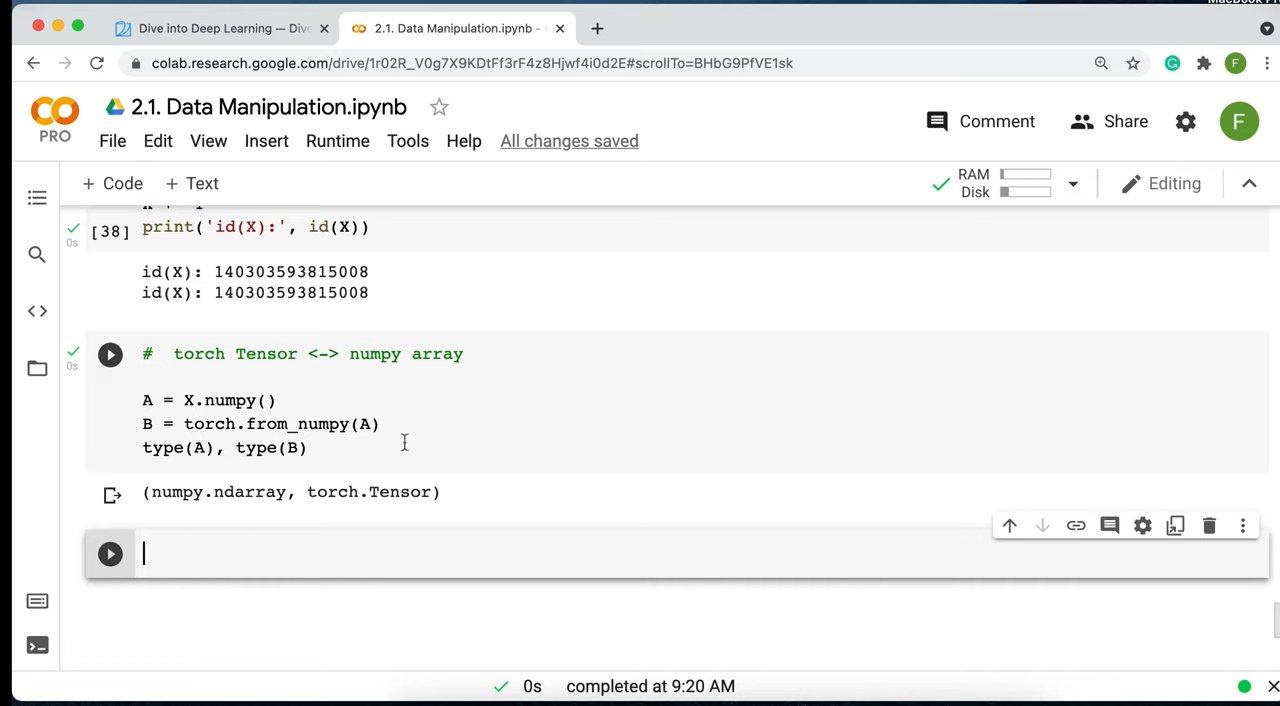 MacBook Pr
Dive into Deep Learning — Dive
2.1. Data Manipulation.ipynb -
colab.research.google.com/drive/1r02R_V0g7X9KDtFf3rF4z8Hjwf4i0d2E#scrollTo=BHbG9PfVE1sk
F
PRO
2.1. Data Manipulation.ipynb
File Edit View Insert Runtime Tools Help All changes saved
Comment
Share
F
+ Code + Text
RAM
Disk
Editing
[38]
print('id(X):', id(X))
0s
id(X): 140303593815008
id(X): 140303593815008
0s
# torch Tensor <-> numpy array
A = X.numpy()
B = torch.from_numpy(A)
type(A), type(B)
(numpy.ndarray, torch.Tensor)
0s completed at 9:20 AM